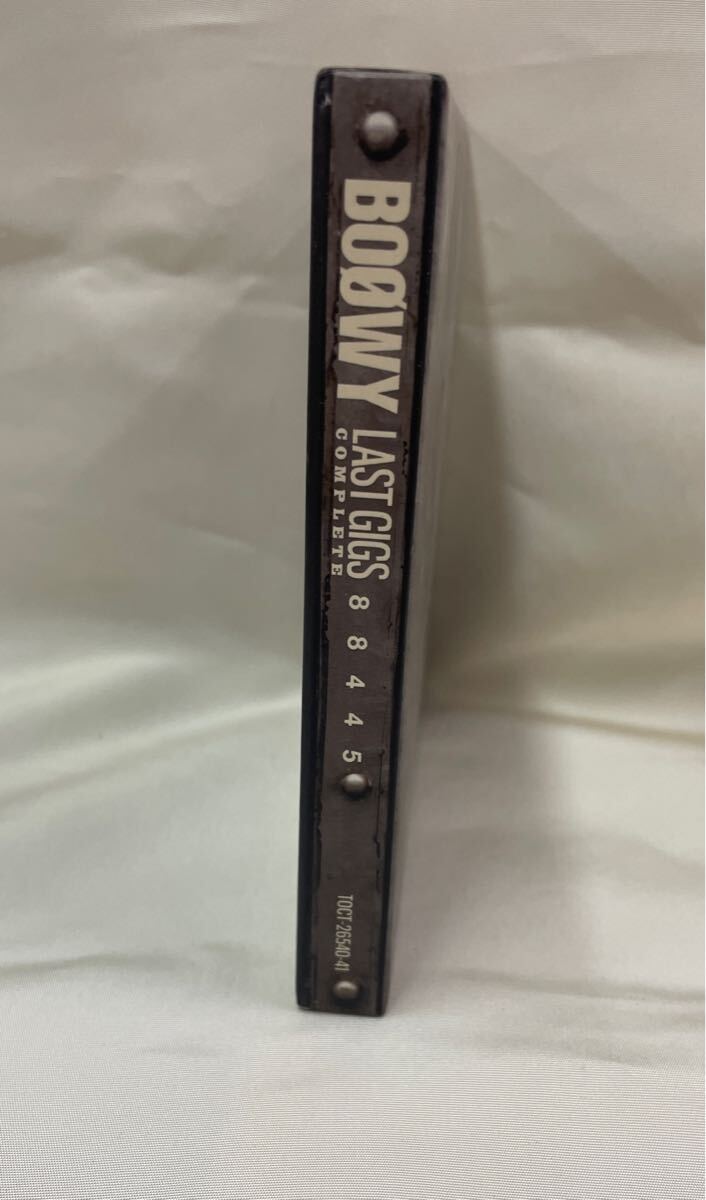 BOØWY
LAST GIGS
COMPLETE
8 8 4 4 5
TOCT-26540-41